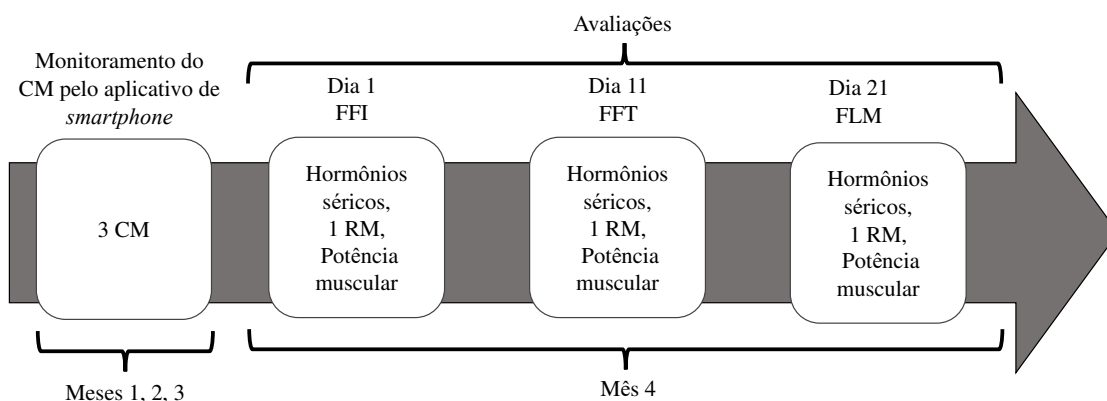 Avaliações
Monitoramento do
CM pelo aplicativo de
smartphone
Dia 1
FFI
Dia 11
FFT
Dia 21
FLM
3 CM
Hormônios
séricos,
1 RM,
Potência
muscular
Hormônios
séricos,
1 RM,
Potência
muscular
Hormônios
séricos,
1 RM,
Potência
muscular
Meses 1, 2, 3
Mês 4